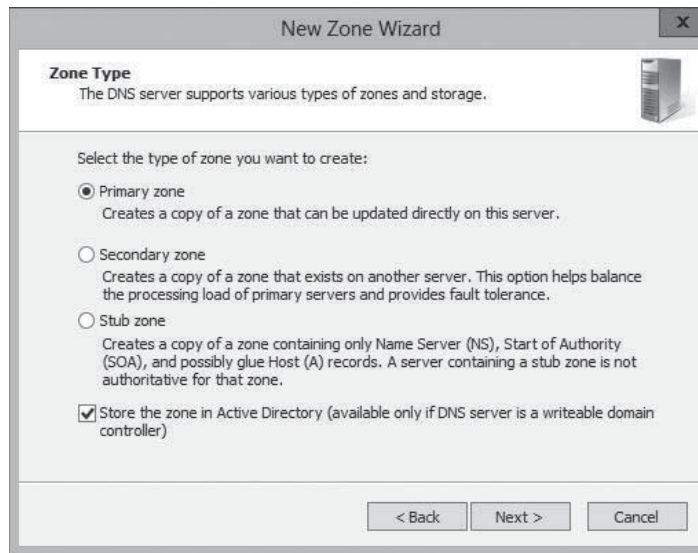 New Zone Wizard
x
Zone Type
The DNS server supports various types of zones and storage.
Select the type of zone you want to create:
Primary zone
Creates a copy of a zone that can be updated directly on this server.
Secondary zone
Creates a copy of a zone that exists on another server. This option helps balance
the processing load of primary servers and provides fault tolerance.
Stub zone
Creates a copy of a zone containing only Name Server (NS), Start of Authority
(SOA), and possibly glue Host (A) records. A server containing a stub zone is not
authoritative for that zone.
Store the zone in Active Directory (available only if DNS server is a writeable domain
controller)
< Back Next > Cancel